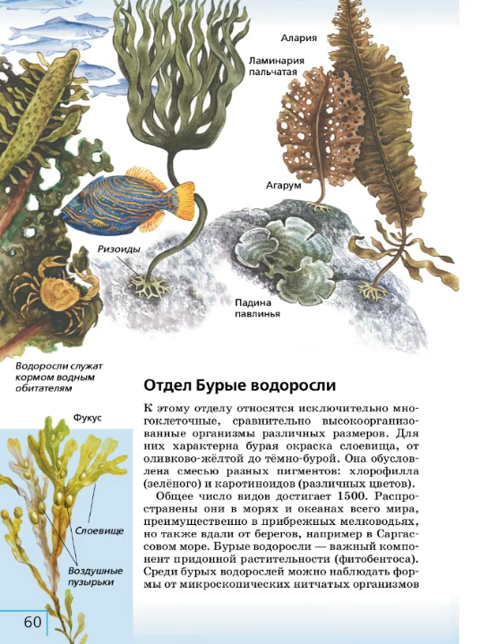 Алария
Ламинария
пальчатая
Агарум
Ризоиды
Падина
павлинья
Водоросли служат
кормом водным
обитателям
Фукус
Слоевище
Воздушные
пузырьки
Отдел Бурые водоросли
К этому отделу относятся исключительно мно-
гоклеточные, сравнительно высокоорганизо-
ванные организмы различных размеров. Для
них характерна бурая окраска слоевища, от
оливково-жёлтой до тёмно-бурой. Она обуслов-
лена смесью разных пигментов: хлорофилла
(зелёного) и каротиноидов (различных цветов).
Общее число видов достигает 1500. Распро-
странены они в морях и океанах всего мира,
преимущественно в прибрежных мелководьях,
но также вдали от берегов, например в Саргас-
совом море. Бурые водоросли — важный компо-
нент придонной растительности (фитобентоса).
Среди бурых водорослей можно наблюдать фор-
мы от микроскопических нитчатых организмов
60